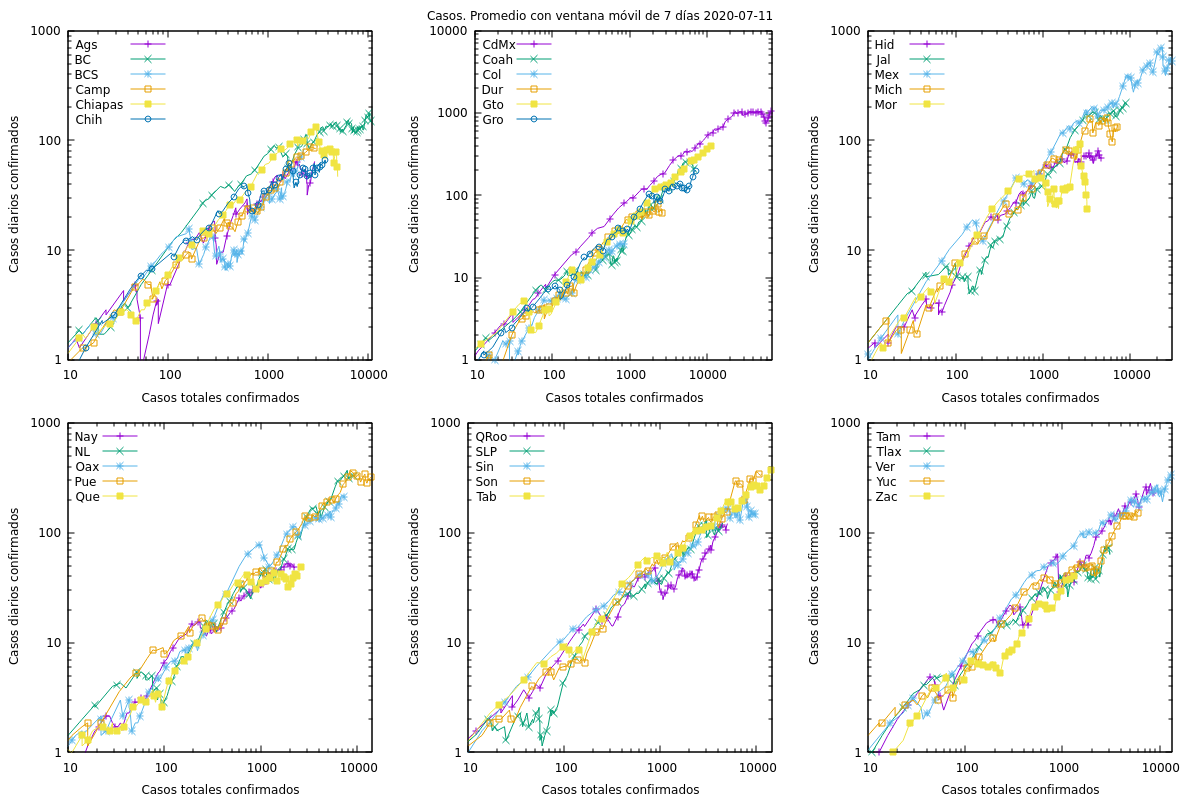 Casos. Promedio con ventana móvil de 7 días 2020-07-11
Casos diarios confirmados
1000
100
10
1
Ags
BC
BCS
Camp
Chiapas
Chih
10 100 1000 10000
Casos totales confirmados
Casos diarios confirmados
10000
1000
100
10
1
CdMx
Coah
Col
Dur
Gto
Gro
10 100 1000 10000
Casos totales confirmados
Casos diarios confirmados
1000
100
10
1
Hid
Jal
Mex
Mich
Mor
10 100 1000 10000
Casos totales confirmados
Casos diarios confirmados
1000
100
10
1
Nay
NL
Oax
Pue
Que
10 100 1000 10000
Casos totales confirmados
Casos diarios confirmados
1000
100
10
1
QRoo
SLP
Sin
Son
Tab
10 100 1000 10000
Casos totales confirmados
Casos diarios confirmados
1000
100
10
1
Tam
Tlax
Ver
Yuc
Zac
10 100 1000 10000
Casos totales confirmados